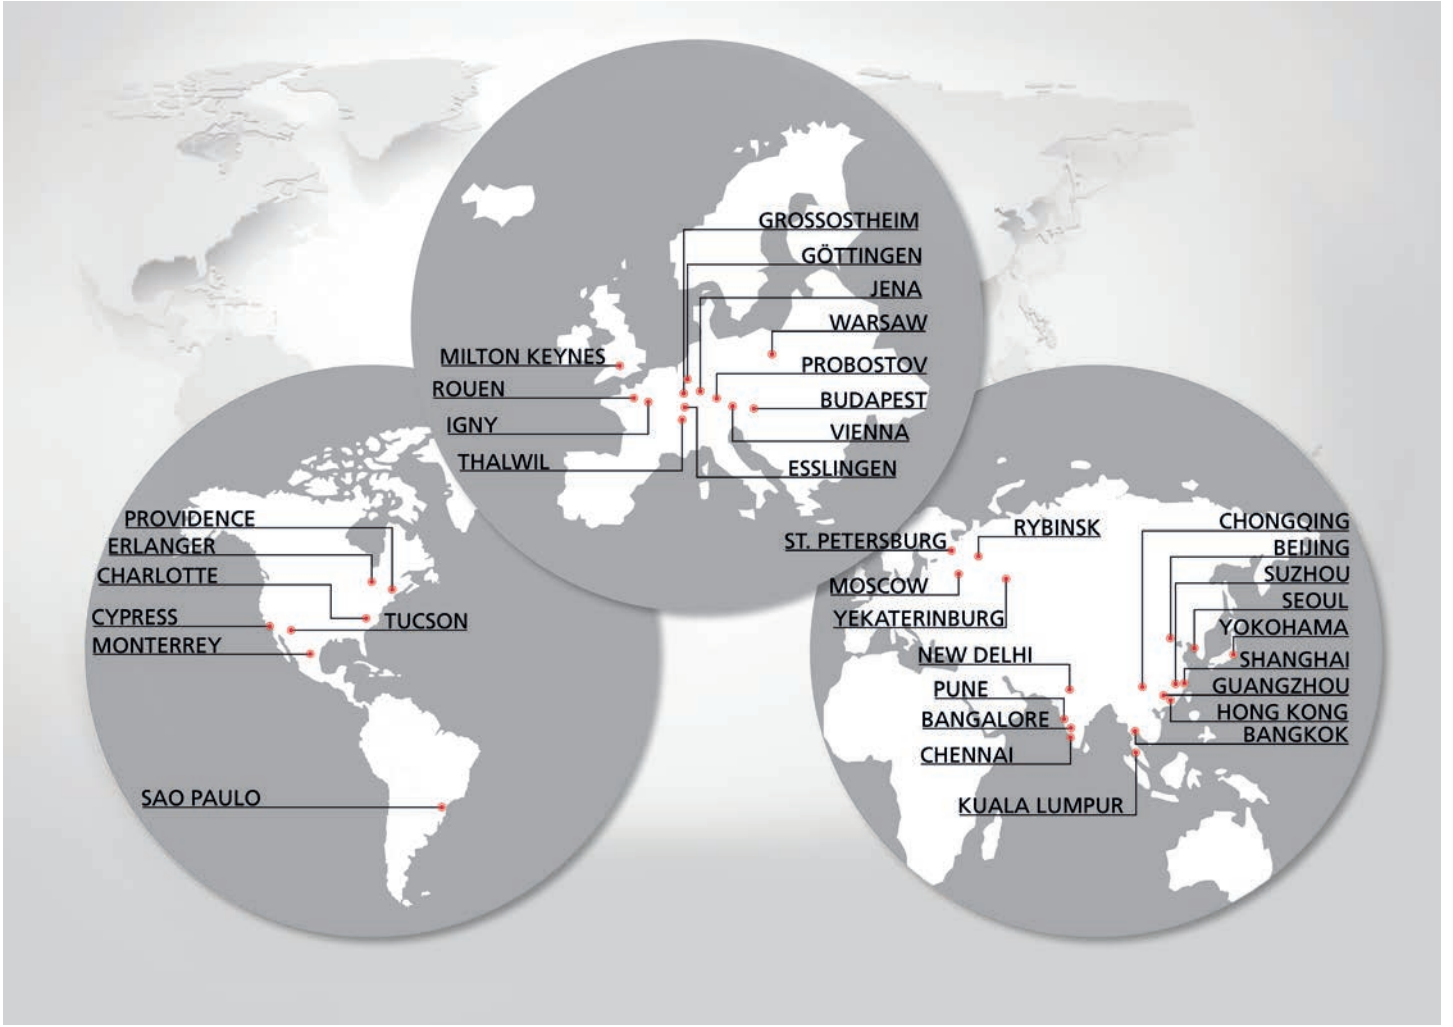 GROSSOSTHEIM
GÖTTINGEN
JENA
WARSAW
MILTON KEYNES
PROBOSTOV
ROUEN
BUDAPEST
IGNY
VIENNA
THALWIL
ESSLINGEN
PROVIDENCE
ERLANGER
CHARLOTTE
CYPRESS
TUCSON
MONTERREY
SAO PAULO
ST. PETERSBURG
RYBINSK
MOSCOW
YEKATERINBURG
NEW DELHI
PUNE
BANGALORE
CHENNAI
KUALA LUMPUR
CHONGQING
BEIJING
SUZHOU
SEOUL
YOKOHAMA
SHANGHAI
GUANGZHOU
HONG KONG
BANGKOK